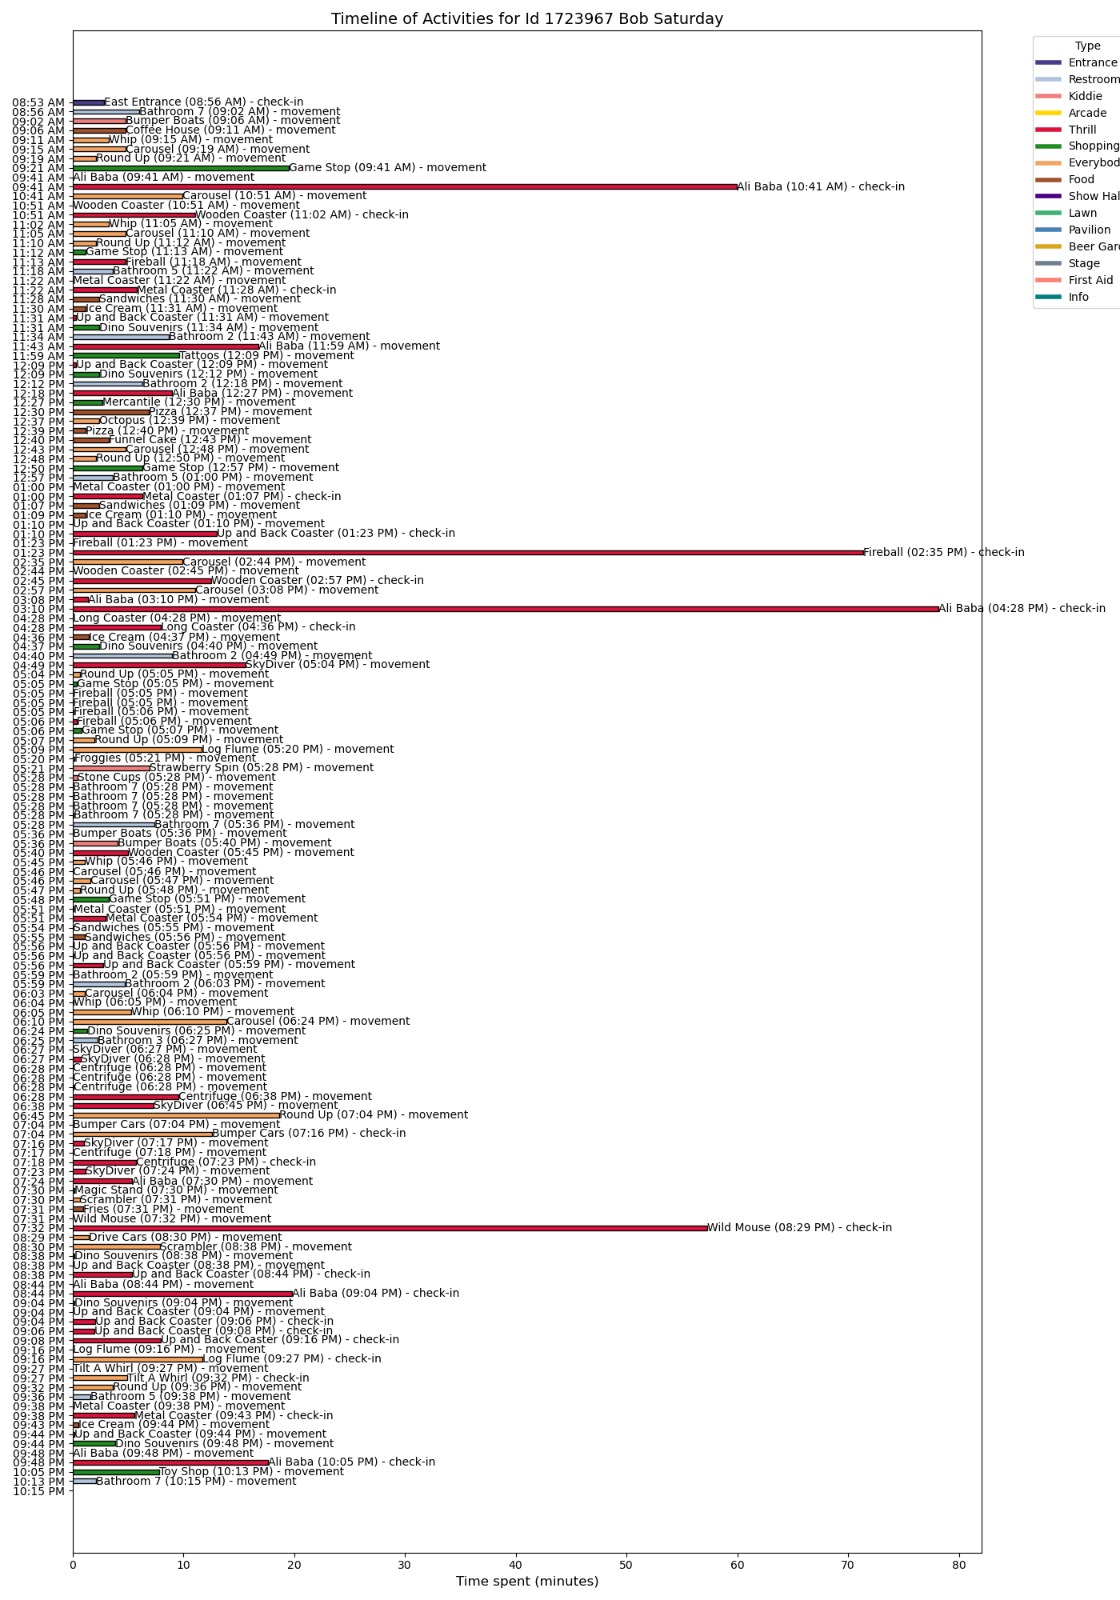 Timeline of Activities for Id 1723967 Bob Saturday
Type
Entrance
Restroom
Kiddie
Arcade
Thrill
Shopping
Everybod
Food
Show Hal
Lawn
Pavilion
Beer Gard
Stage
First Aid
Info
08:53 AM East Entrance (08:56 AM) - check-in
08:56 AM Bathroom 7 (09:02 AM) - movement
09:02 AM Bumper Boats (09:06 AM) - movement
09:06 AM Coffee House (09:11 AM) - movement
09:11 AM Whip (09:15 AM) - movement
09:15 AM Carousel (09:19 AM) - movement
09:19 AM Round Up (09:21 AM) - movement
09:21 AM Game Stop (09:41 AM) - movement
09:41 AM Ali Baba (09:41 AM) - movement
09:41 AM Ali Baba (10:41 AM) - check-in
10:41 AM Carousel (10:51 AM) - movement
10:51 AM Wooden Coaster (10:51 AM) - movement
10:51 AM Wooden Coaster (11:02 AM) - check-in
11:02 AM Whip (11:05 AM) - movement
11:05 AM Carousel (11:10 AM) - movement
11:10 AM Round Up (11:12 AM) - movement
11:12 AM Game Stop (11:13 AM) - movement
11:13 AM Fireball (11:18 AM) - movement
11:18 AM Bathroom 5 (11:22 AM) - movement
11:22 AM Metal Coaster (11:22 AM) - movement
11:22 AM Metal Coaster (11:28 AM) - check-in
11:28 AM Sandwiches (11:30 AM) - movement
11:30 AM Ice Cream (11:31 AM) - movement
11:31 AM Up and Back Coaster (11:31 AM) - movement
11:31 AM Dino Souvenirs (11:34 AM) - movement
11:34 AM Bathroom 2 (11:43 AM) - movement
11:43 AM Ali Baba (11:59 AM) - movement
11:59 AM Tattoos (12:09 PM) - movement
12:09 PM Up and Back Coaster (12:09 PM) - movement
12:09 PM Dino Souvenirs (12:12 PM) - movement
12:12 PM Bathroom 2 (12:18 PM) - movement
12:18 PM Ali Baba (12:27 PM) - movement
12:27 PM Mercantile (12:30 PM) - movement
12:30 PM Pizza (12:37 PM) - movement
12:37 PM Octopus (12:39 PM) - movement
12:39 PM Pizza (12:40 PM) - movement
12:40 PM Funnel Cake (12:43 PM) - movement
12:43 PM Carousel (12:48 PM) - movement
12:48 PM Round Up (12:50 PM) - movement
12:50 PM Game Stop (12:57 PM) - movement
12:57 PM Bathroom 5 (01:00 PM) - movement
01:00 PM Metal Coaster (01:00 PM) - movement
01:00 PM Metal Coaster (01:07 PM) - check-in
01:07 PM Sandwiches (01:09 PM) - movement
01:09 PM Ice Cream (01:10 PM) - movement
01:10 PM Up and Back Coaster (01:10 PM) - movement
01:10 PM Up and Back Coaster (01:23 PM) - check-in
01:23 PM Fireball (01:23 PM) - movement
01:23 PM Fireball (02:35 PM) - check-in
02:35 PM Carousel (02:44 PM) - movement
02:44 PM Wooden Coaster (02:45 PM) - movement
02:45 PM Wooden Coaster (02:57 PM) - check-in
02:57 PM Carousel (03:08 PM) - movement
03:08 PM Ali Baba (03:10 PM) - movement
03:10 PM Ali Baba (04:28 PM) - check-in
04:28 PM Long Coaster (04:28 PM) - movement
04:28 PM Long Coaster (04:36 PM) - check-in
04:36 PM Ice Cream (04:37 PM) - movement
04:37 PM Dino Souvenirs (04:40 PM) - movement
04:40 PM Bathroom 2 (04:49 PM) - movement
04:49 PM SkyDiver (05:04 PM) - movement
05:04 PM Round Up (05:05 PM) - movement
05:05 PM Game Stop (05:05 PM) - movement
05:05 PM Fireball (05:05 PM) - movement
05:05 PM Fireball (05:05 PM) - movement
05:05 PM Fireball (05:06 PM) - movement
05:06 PM Fireball (05:06 PM) - movement
05:06 PM Game Stop (05:07 PM) - movement
05:07 PM Round Up (05:09 PM) - movement
05:09 PM Log Flume (05:20 PM) - movement
05:20 PM Froggies (05:21 PM) - movement
05:21 PM Strawberry Spin (05:28 PM) - movement
05:28 PM Stone Cups (05:28 PM) - movement
05:28 PM Bathroom 7 (05:28 PM) - movement
05:28 PM Bathroom 7 (05:28 PM) - movement
05:28 PM Bathroom 7 (05:28 PM) - movement
05:28 PM Bathroom 7 (05:28 PM) - movement
05:28 PM Bathroom 7 (05:36 PM) - movement
05:36 PM Bumper Boats (05:36 PM) - movement
05:36 PM Bumper Boats (05:40 PM) - movement
05:40 PM Wooden Coaster (05:45 PM) - movement
05:45 PM Whip (05:46 PM) - movement
05:46 PM Carousel (05:46 PM) - movement
05:46 PM Carousel (05:47 PM) - movement
05:47 PM Round Up (05:48 PM) - movement
05:48 PM Game Stop (05:51 PM) - movement
05:51 PM Metal Coaster (05:51 PM) - movement
05:51 PM Metal Coaster (05:54 PM) - movement
05:54 PM Sandwiches (05:55 PM) - movement
05:55 PM Sandwiches (05:56 PM) - movement
05:56 PM Up and Back Coaster (05:56 PM) - movement
05:56 PM Up and Back Coaster (05:56 PM) - movement
05:56 PM Up and Back Coaster (05:59 PM) - movement
05:59 PM Bathroom 2 (05:59 PM) - movement
05:59 PM Bathroom 2 (06:03 PM) - movement
06:03 PM Carousel (06:04 PM) - movement
06:04 PM Whip (06:05 PM) - movement
06:05 PM Whip (06:10 PM) - movement
06:10 PM Carousel (06:24 PM) - movement
06:24 PM Dino Souvenirs (06:25 PM) - movement
06:25 PM Bathroom 3 (06:27 PM) - movement
06:27 PM SkyDiver (06:27 PM) - movement
06:27 PM SkyDiver (06:28 PM) - movement
06:28 PM Centrifuge (06:28 PM) - movement
06:28 PM Centrifuge (06:28 PM) - movement
06:28 PM Centrifuge (06:28 PM) - movement
06:28 PM Centrifuge (06:38 PM) - movement
06:38 PM SkyDiver (06:45 PM) - movement
06:45 PM Round Up (07:04 PM) - movement
07:04 PM Bumper Cars (07:04 PM) - movement
07:04 PM Bumper Cars (07:16 PM) - check-in
07:16 PM SkyDiver (07:17 PM) - movement
07:17 PM Centrifuge (07:18 PM) - movement
07:18 PM Centrifuge (07:23 PM) - check-in
07:23 PM SkyDiver (07:24 PM) - movement
07:24 PM Ali Baba (07:30 PM) - movement
07:30 PM Magic Stand (07:30 PM) - movement
07:30 PM Scrambler (07:31 PM) - movement
07:31 PM Fries (07:31 PM) - movement
07:31 PM Wild Mouse (07:32 PM) - movement
07:32 PM Wild Mouse (08:29 PM) - check-in
08:29 PM Drive Cars (08:30 PM) - movement
08:30 PM Scrambler (08:38 PM) - movement
08:38 PM Dino Souvenirs (08:38 PM) - movement
08:38 PM Up and Back Coaster (08:38 PM) - movement
08:38 PM Up and Back Coaster (08:44 PM) - check-in
08:44 PM Ali Baba (08:44 PM) - movement
08:44 PM Ali Baba (09:04 PM) - check-in
09:04 PM Dino Souvenirs (09:04 PM) - movement
09:04 PM Up and Back Coaster (09:04 PM) - movement
09:04 PM Up and Back Coaster (09:06 PM) - check-in
09:06 PM Up and Back Coaster (09:08 PM) - check-in
09:08 PM Up and Back Coaster (09:16 PM) - check-in
09:16 PM Log Flume (09:16 PM) - movement
09:16 PM Log Flume (09:27 PM) - check-in
09:27 PM Tilt A Whirl (09:27 PM) - movement
09:27 PM Tilt A Whirl (09:32 PM) - check-in
09:32 PM Round Up (09:36 PM) - movement
09:36 PM Bathroom 5 (09:38 PM) - movement
09:38 PM Metal Coaster (09:38 PM) - movement
09:38 PM Metal Coaster (09:43 PM) - check-in
09:43 PM Ice Cream (09:44 PM) - movement
09:44 PM Up and Back Coaster (09:44 PM) - movement
09:44 PM Dino Souvenirs (09:48 PM) - movement
09:48 PM Ali Baba (09:48 PM) - movement
09:48 PM Ali Baba (10:05 PM) - check-in
10:05 PM Toy Shop (10:13 PM) - movement
10:13 PM Bathroom 7 (10:15 PM) - movement
10:15 PM
0 10 20 30 40 50 60 70 80
Time spent (minutes)